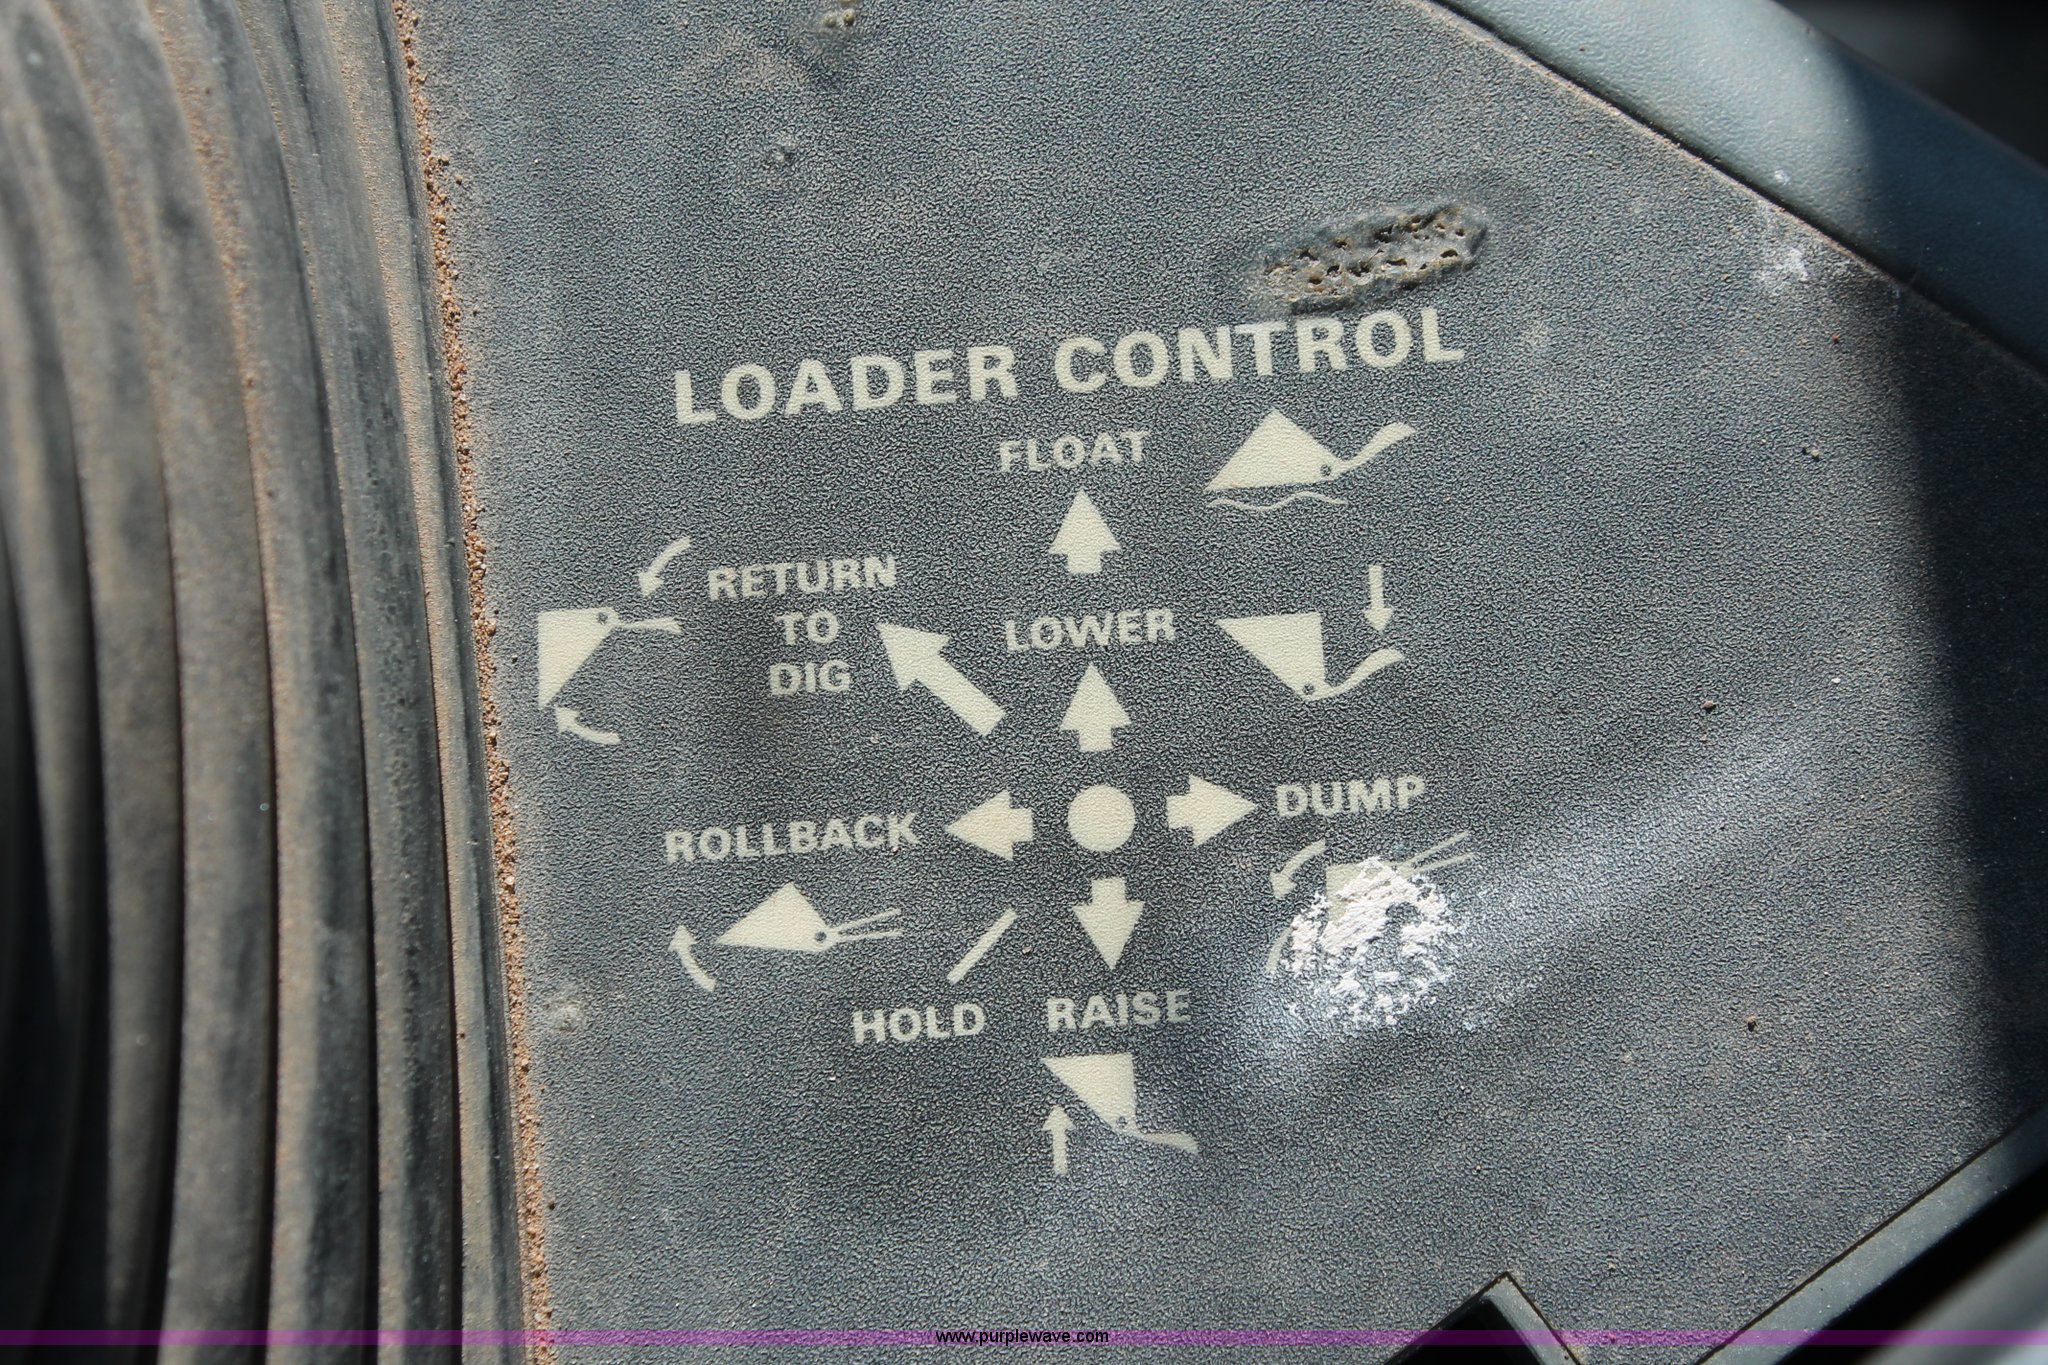 LOADER CONTROL
FLOAT
RETURN
TO
DIG
LOWER
ROLLBACK
DUMP
HOLD
RAISE
www.purplewave.com